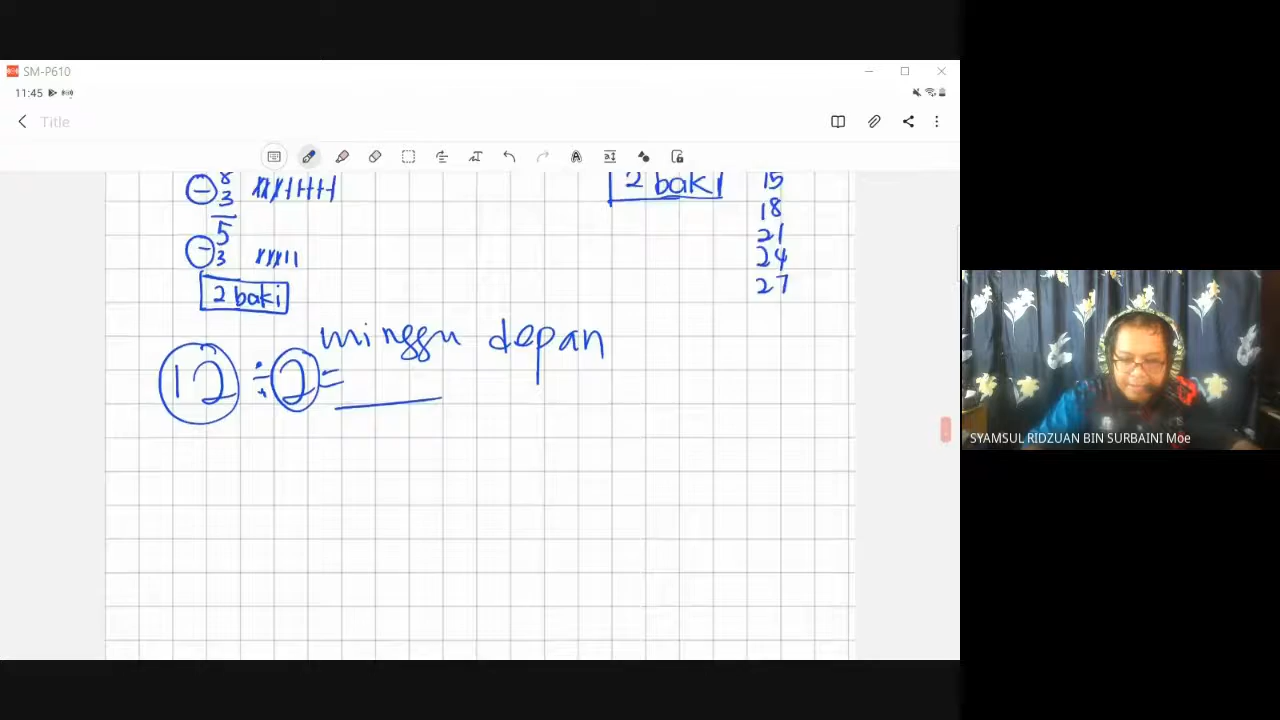 SM-P610
11:45
Title
8
3
5
3
2 baki
2 baki
15
18
21
24
27
minggu depan
12 ÷ 2 =
SYAMSUL RIDZUAN BIN SURBAINI Moe